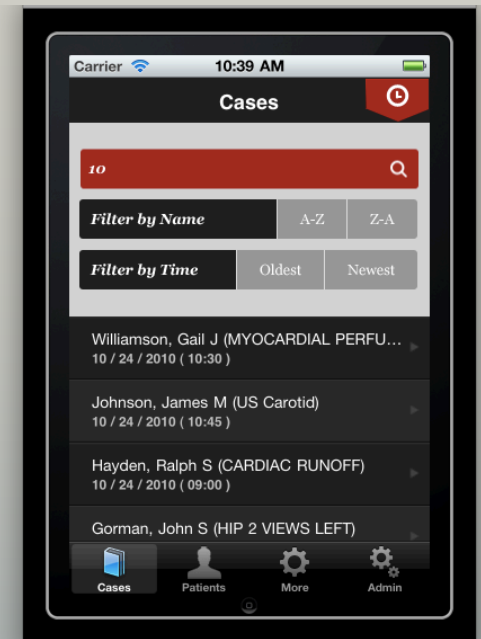 Carrier 10:39 AM
Cases
10
Filter by Name A-Z Z-A
Filter by Time Oldest Newest
Williamson, Gail J (MYOCARDIAL PERFU...
10 / 24 / 2010 ( 10:30 )
Johnson, James M (US Carotid)
10 / 24 / 2010 ( 10:45 )
Hayden, Ralph S (CARDIAC RUNOFF)
10 / 24 / 2010 ( 09:00 )
Gorman, John S (HIP 2 VIEWS LEFT)
Cases Patients More Admin